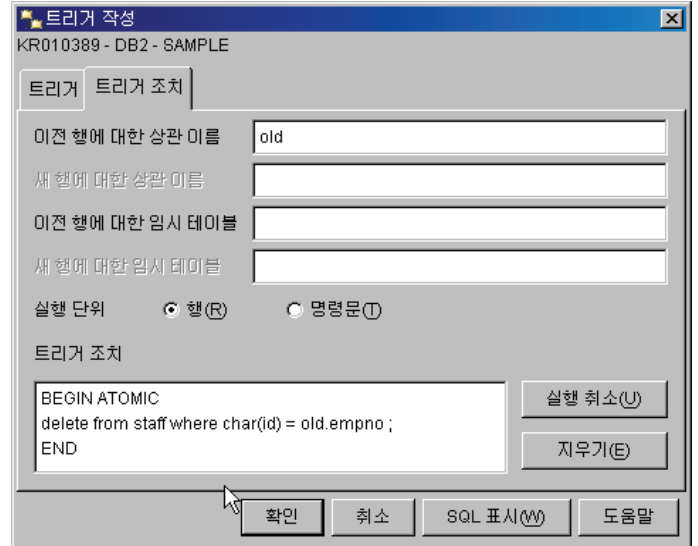 트리거 작성
KR010389 - DB2 - SAMPLE
트리거 트리거 조치
이전 행에 대한 상관 이름 old
새 행에 대한 상관 이름
이전 행에 대한 임시 테이블
새 행에 대한 임시 테이블
실행 단위 행(R) 명령문(T)
트리거 조치
BEGIN ATOMIC
delete from staff where char(id) = old.empno ;
END
실행 취소(U)
지우기(E)
확인 취소 SQL 표시(W) 도움말